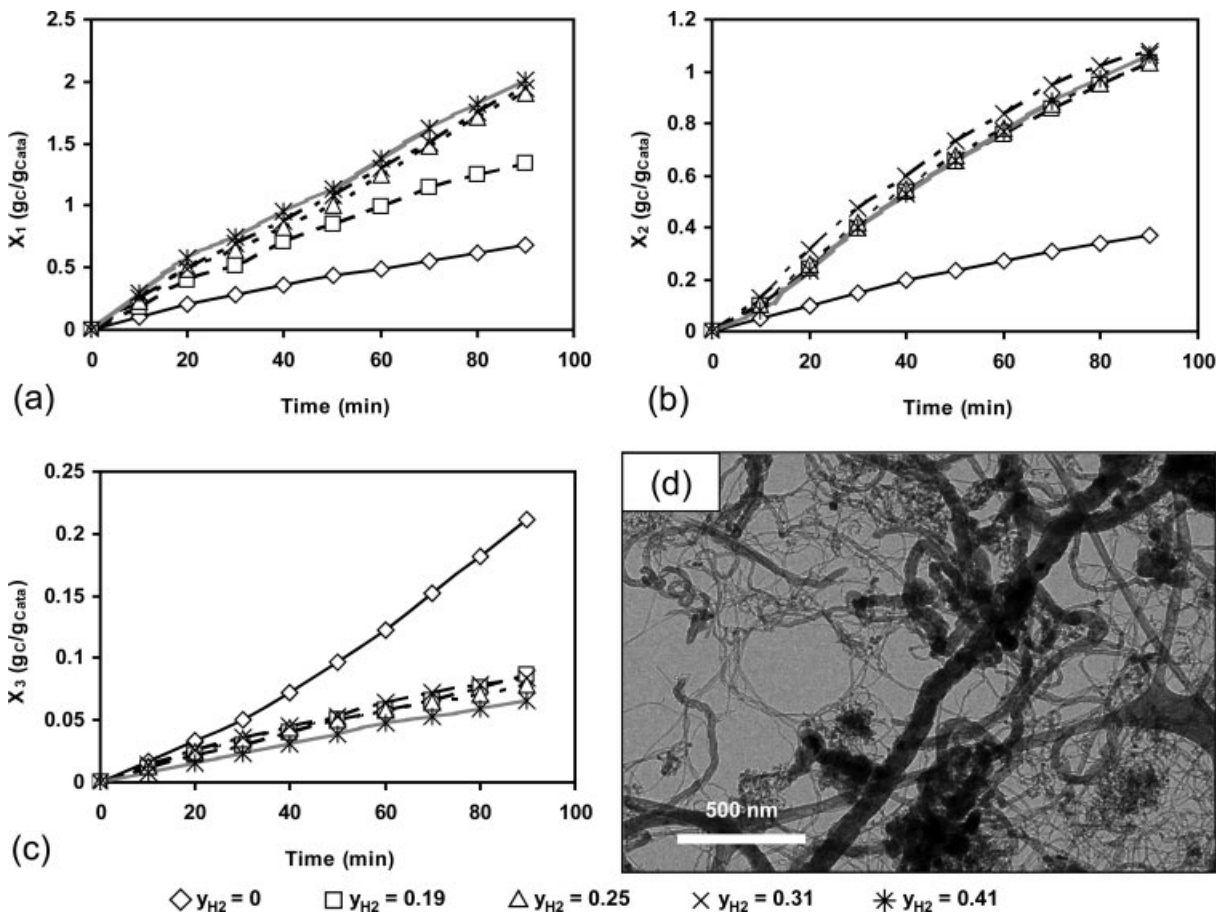 2.5
2
1.5
1
0.5
0
X₁ (gc/gcata)
0 20 40 60 80 100
Time (min)
(a)
1.2
1
0.8
0.6
0.4
0.2
0
X₂ (gc/gcata)
0 20 40 60 80 100
Time (min)
(b)
0.25
0.2
0.15
0.1
0.05
0
X₃ (gc/gcata)
0 20 40 60 80 100
Time (min)
(c)
(d)
500 nm
yH2 = 0 yH2 = 0.19 yH2 = 0.25 yH2 = 0.31 yH2 = 0.41